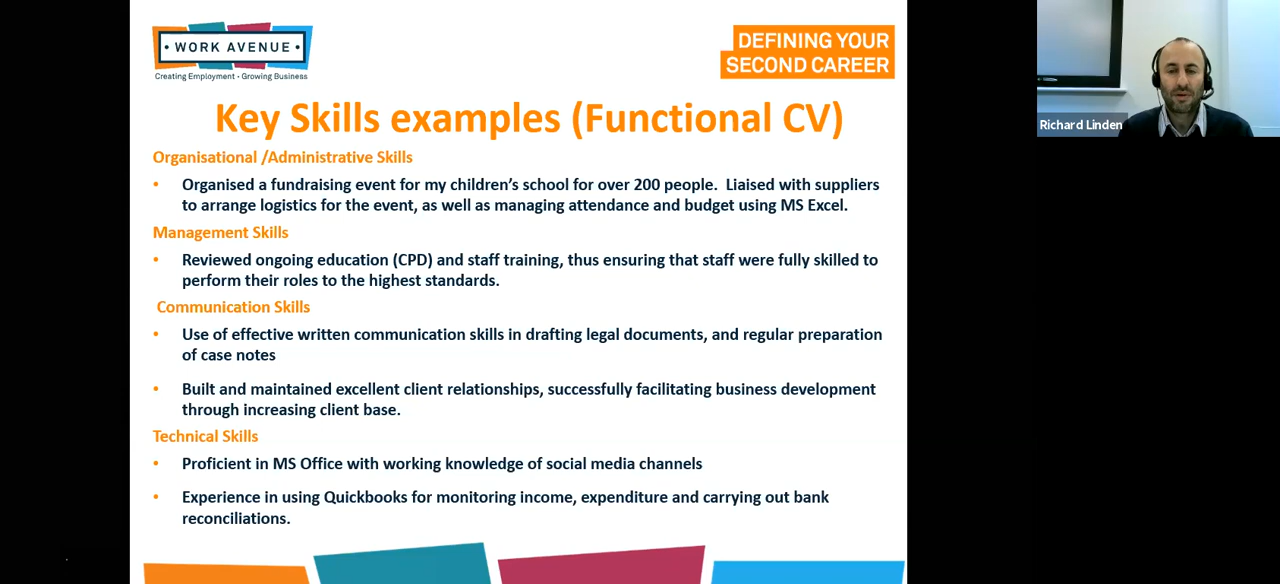 • WORK AVENUE •
Creating Employment • Growing Business
DEFINING YOUR
SECOND CAREER
Key Skills examples (Functional CV)
Organisational /Administrative Skills
• Organised a fundraising event for my children’s school for over 200 people.  Liaised with suppliers
to arrange logistics for the event, as well as managing attendance and budget using MS Excel.
Management Skills
• Reviewed ongoing education (CPD) and staff training, thus ensuring that staff were fully skilled to
perform their roles to the highest standards.
Communication Skills
• Use of effective written communication skills in drafting legal documents, and regular preparation
of case notes
• Built and maintained excellent client relationships, successfully facilitating business development
through increasing client base.
Technical Skills
• Proficient in MS Office with working knowledge of social media channels
• Experience in using Quickbooks for monitoring income, expenditure and carrying out bank
reconciliations.
Richard Linden